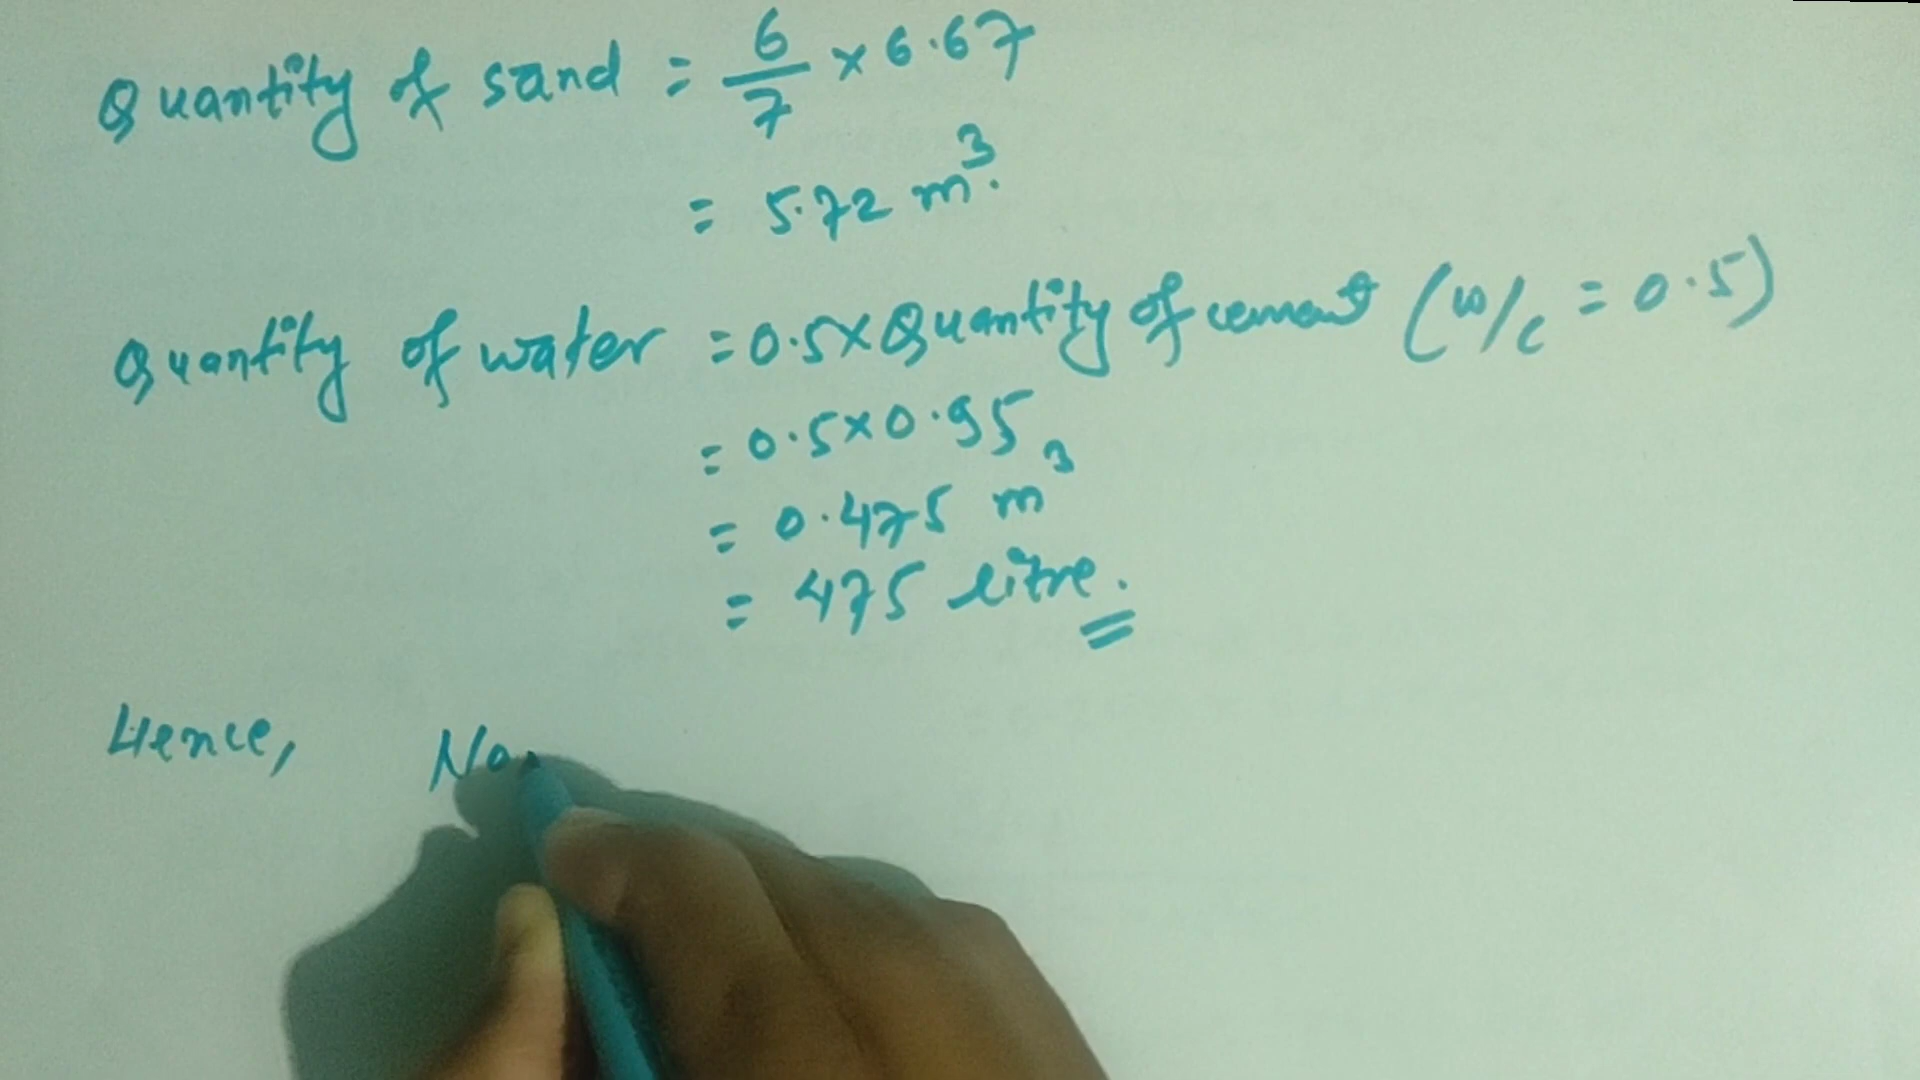 Quantity of sand = 6/7 × 6.67
= 5.72 m³.
Quantity of water = 0.5 × Quantity of cement (w/c = 0.5)
= 0.5 × 0.95
= 0.475 m³
= 475 litre.
Hence, No